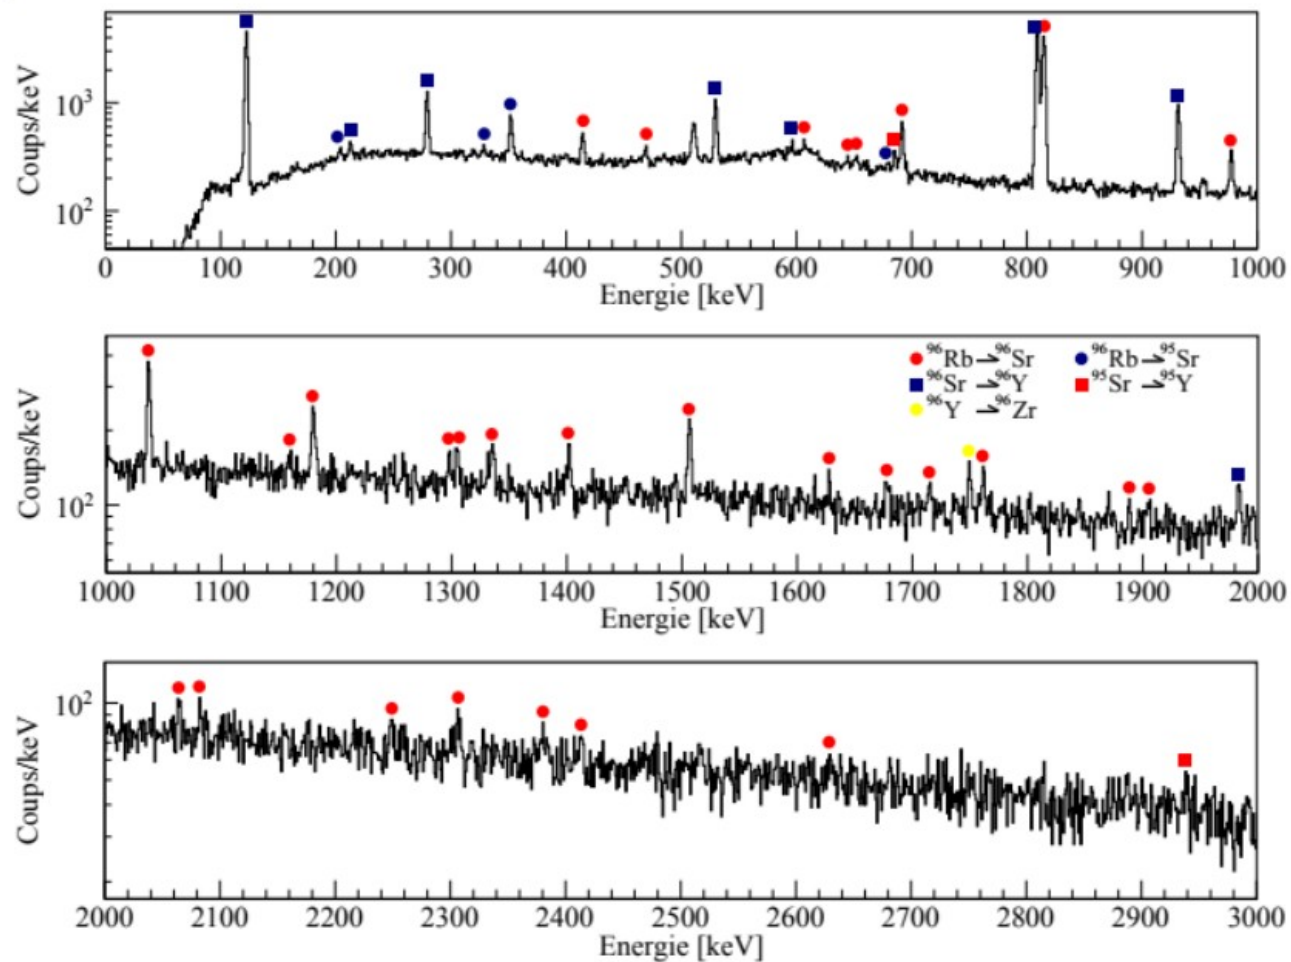 Coups/keV
10³
10²
0 100 200 300 400 500 600 700 800 900 1000
Energie [keV]
Coups/keV
10²
⁹⁶Rb → ⁹⁶Sr ⁹⁶Rb → ⁹⁵Sr
⁹⁶Sr → ⁹⁶Y ⁹⁵Sr → ⁹⁵Y
⁹⁶Y → ⁹⁶Zr
1000 1100 1200 1300 1400 1500 1600 1700 1800 1900 2000
Energie [keV]
Coups/keV
10²
2000 2100 2200 2300 2400 2500 2600 2700 2800 2900 3000
Energie [keV]